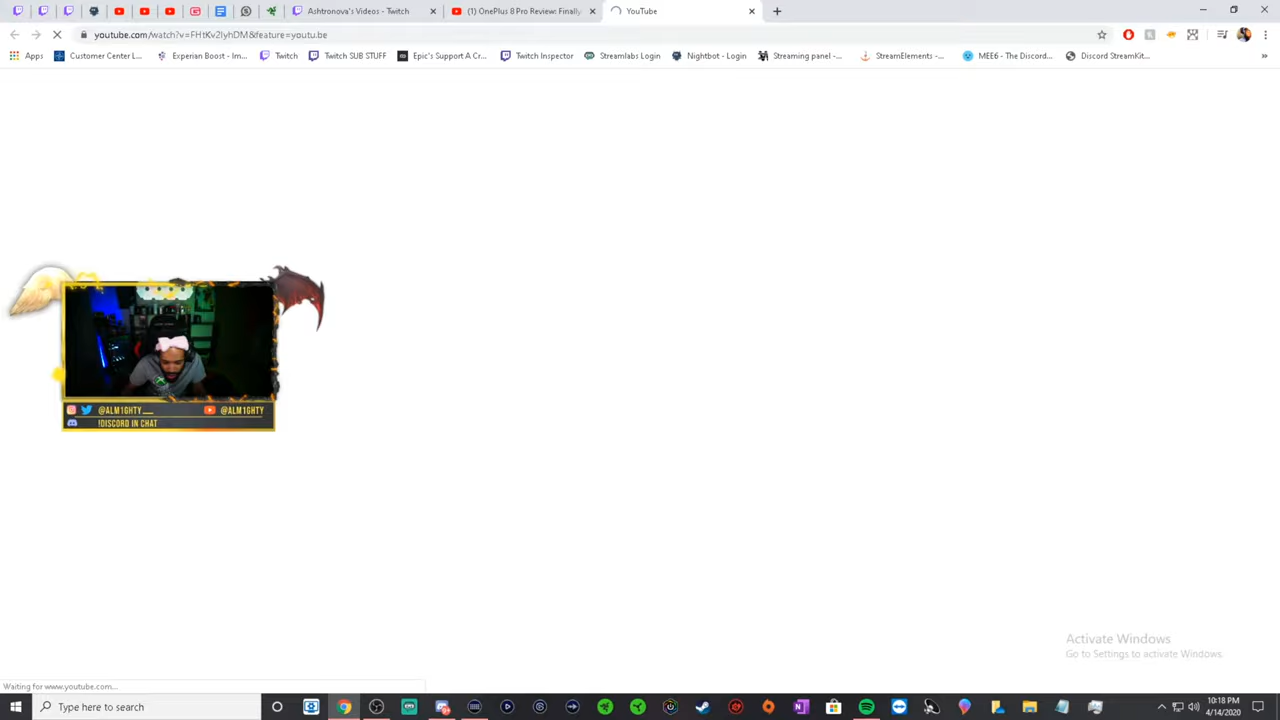 Ashtronova's Videos - Twitch
(1) OnePlus 8 Pro Review: Finally
YouTube
youtube.com/watch?v=FHtKv2IyhDM&feature=youtu.be
Apps
Customer Center L...
Experian Boost - Im...
Twitch
Twitch SUB STUFF
Epic's Support A Cr...
Twitch Inspector
Streamlabs Login
Nightbot - Login
Streaming panel -...
StreamElements -...
MEE6 - The Discord...
Discord StreamKit...
@ALM1GHTY__
@ALM1GHTY
!DISCORD IN CHAT
Activate Windows
Go to Settings to activate Windows.
Waiting for www.youtube.com...
Type here to search
10:18 PM
4/14/2020